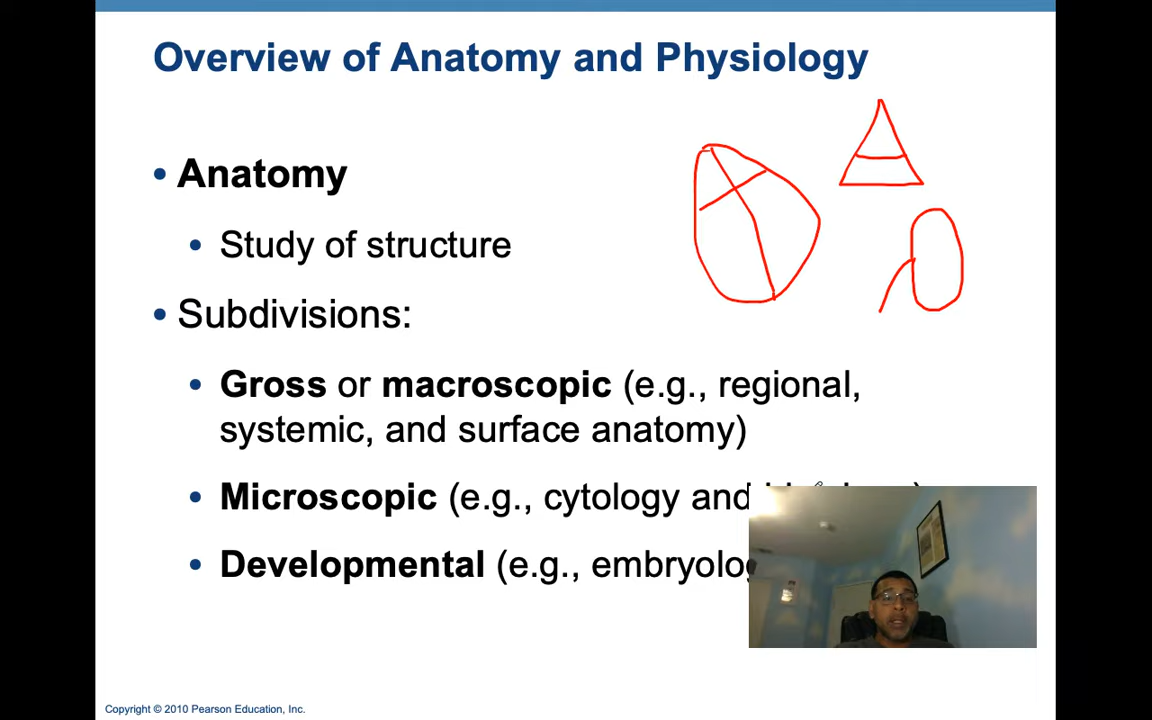 Overview of Anatomy and Physiology
• Anatomy
• Study of structure
• Subdivisions:
• Gross or macroscopic (e.g., regional,
systemic, and surface anatomy)
• Microscopic (e.g., cytology and
• Developmental (e.g.,
Copyright © 2010 Pearson Education, Inc.